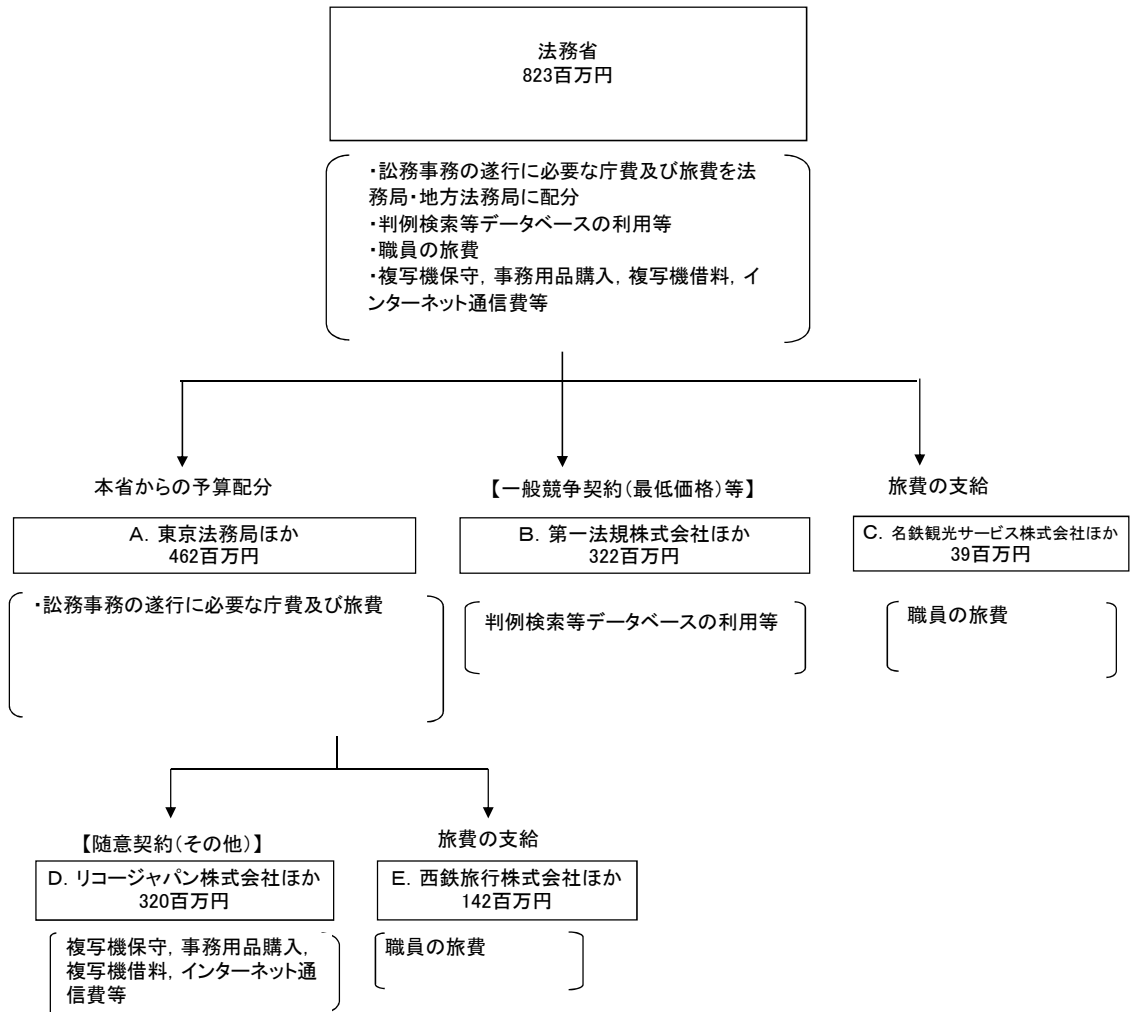 法務省
823百万円
・訟務事務の遂行に必要な庁費及び旅費を法
務局・地方法務局に配分
・判例検索等データベースの利用等
・職員の旅費
・複写機保守，事務用品購入，複写機借料，イ
ンターネット通信費等
本省からの予算配分
【一般競争契約（最低価格）等】
旅費の支給
A．東京法務局ほか
462百万円
B．第一法規株式会社ほか
322百万円
C．名鉄観光サービス株式会社ほか
39百万円
・訟務事務の遂行に必要な庁費及び旅費
判例検索等データベースの利用等
職員の旅費
【随意契約（その他）】
旅費の支給
D．リコージャパン株式会社ほか
320百万円
E．西鉄旅行株式会社ほか
142百万円
複写機保守，事務用品購入，
複写機借料，インターネット通
信費等
職員の旅費